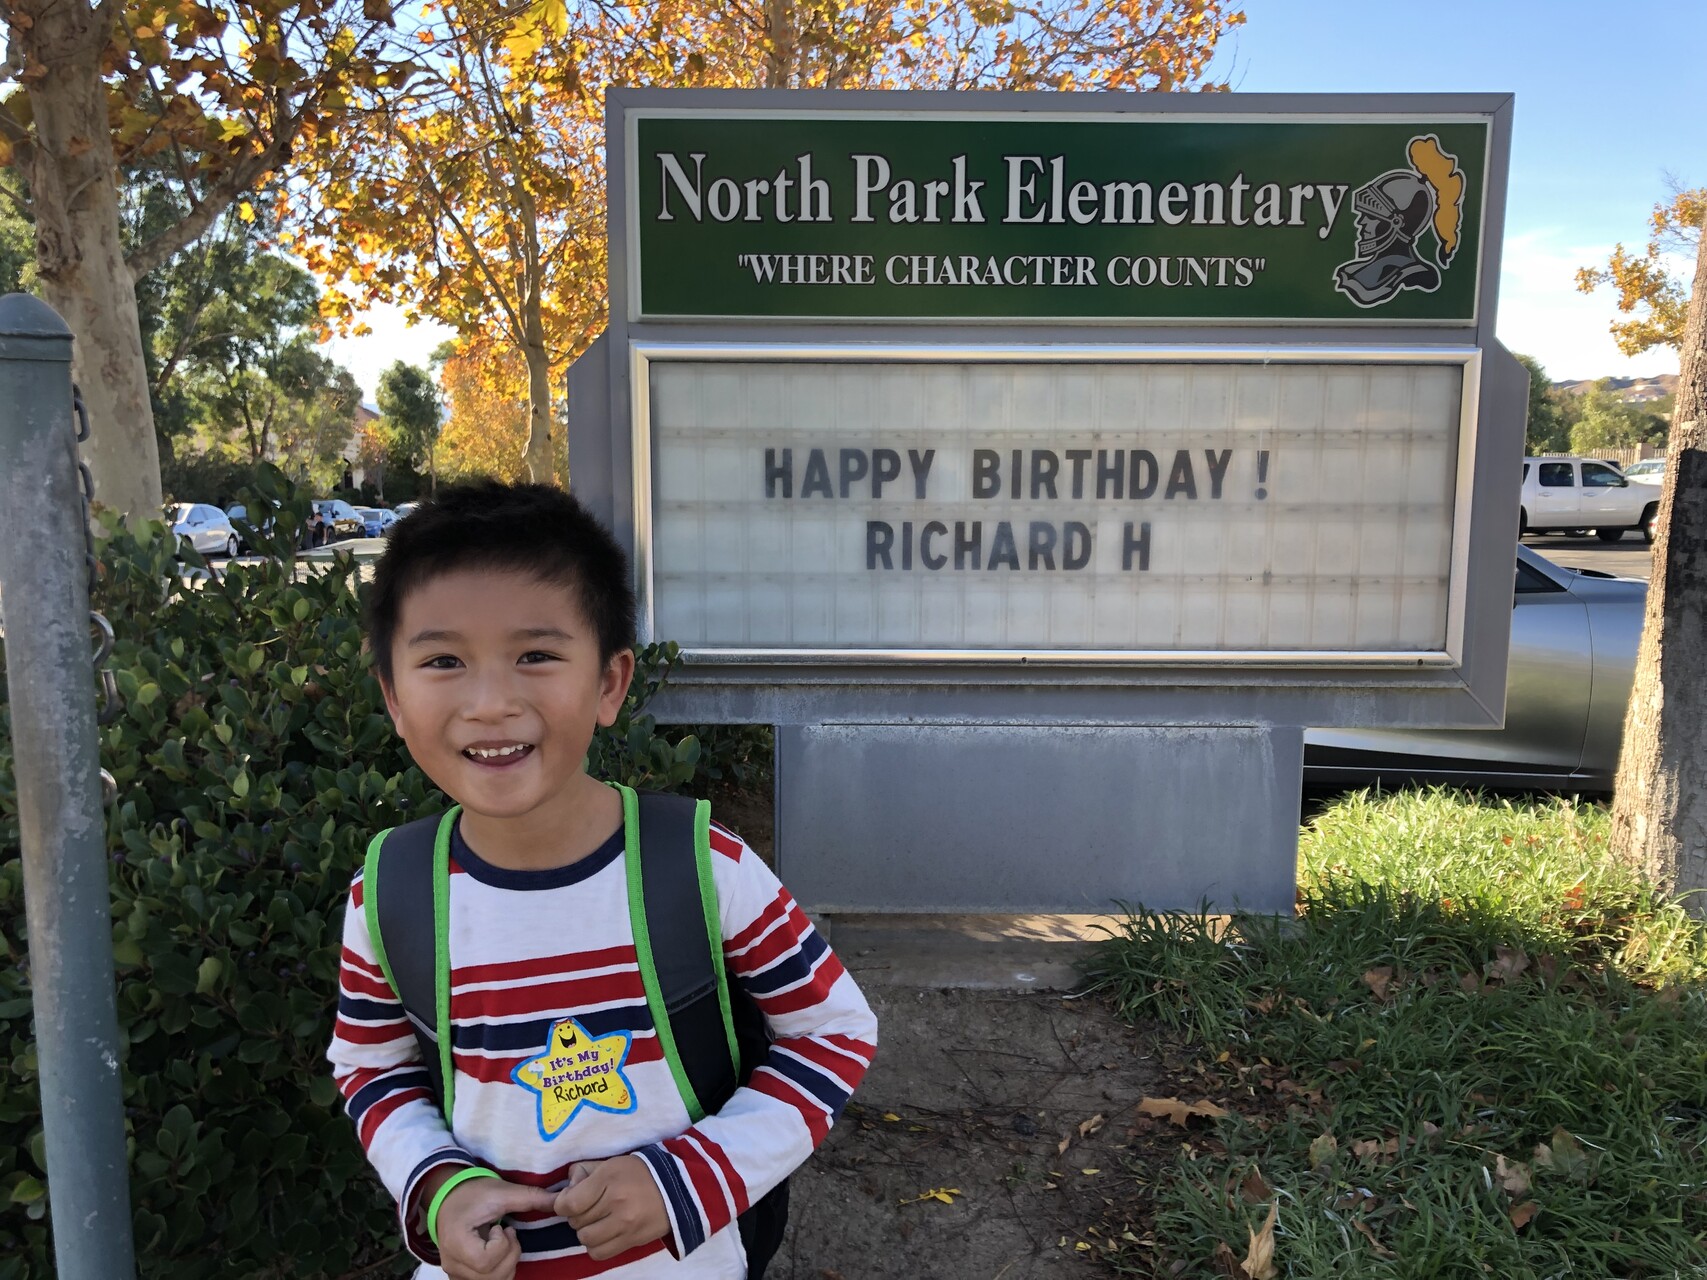 North Park Elementary
"WHERE CHARACTER COUNTS"
HAPPY BIRTHDAY !
RICHARD H
It's My
Birthday!
Richard